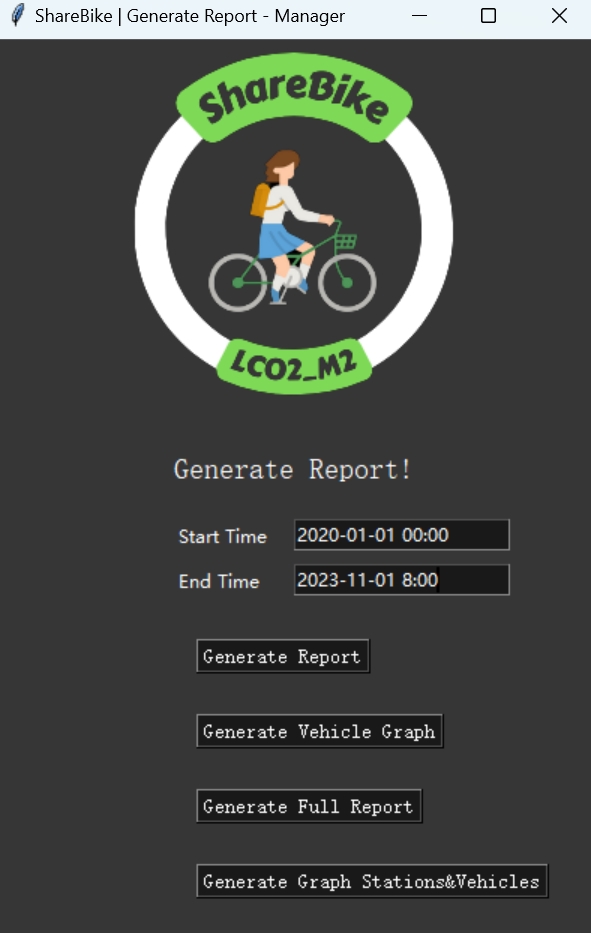 ShareBike | Generate Report - Manager
ShareBike
LCO2_M2
Generate Report!
Start Time 2020-01-01 00:00
End Time 2023-11-01 8:00
Generate Report
Generate Vehicle Graph
Generate Full Report
Generate Graph Stations&Vehicles